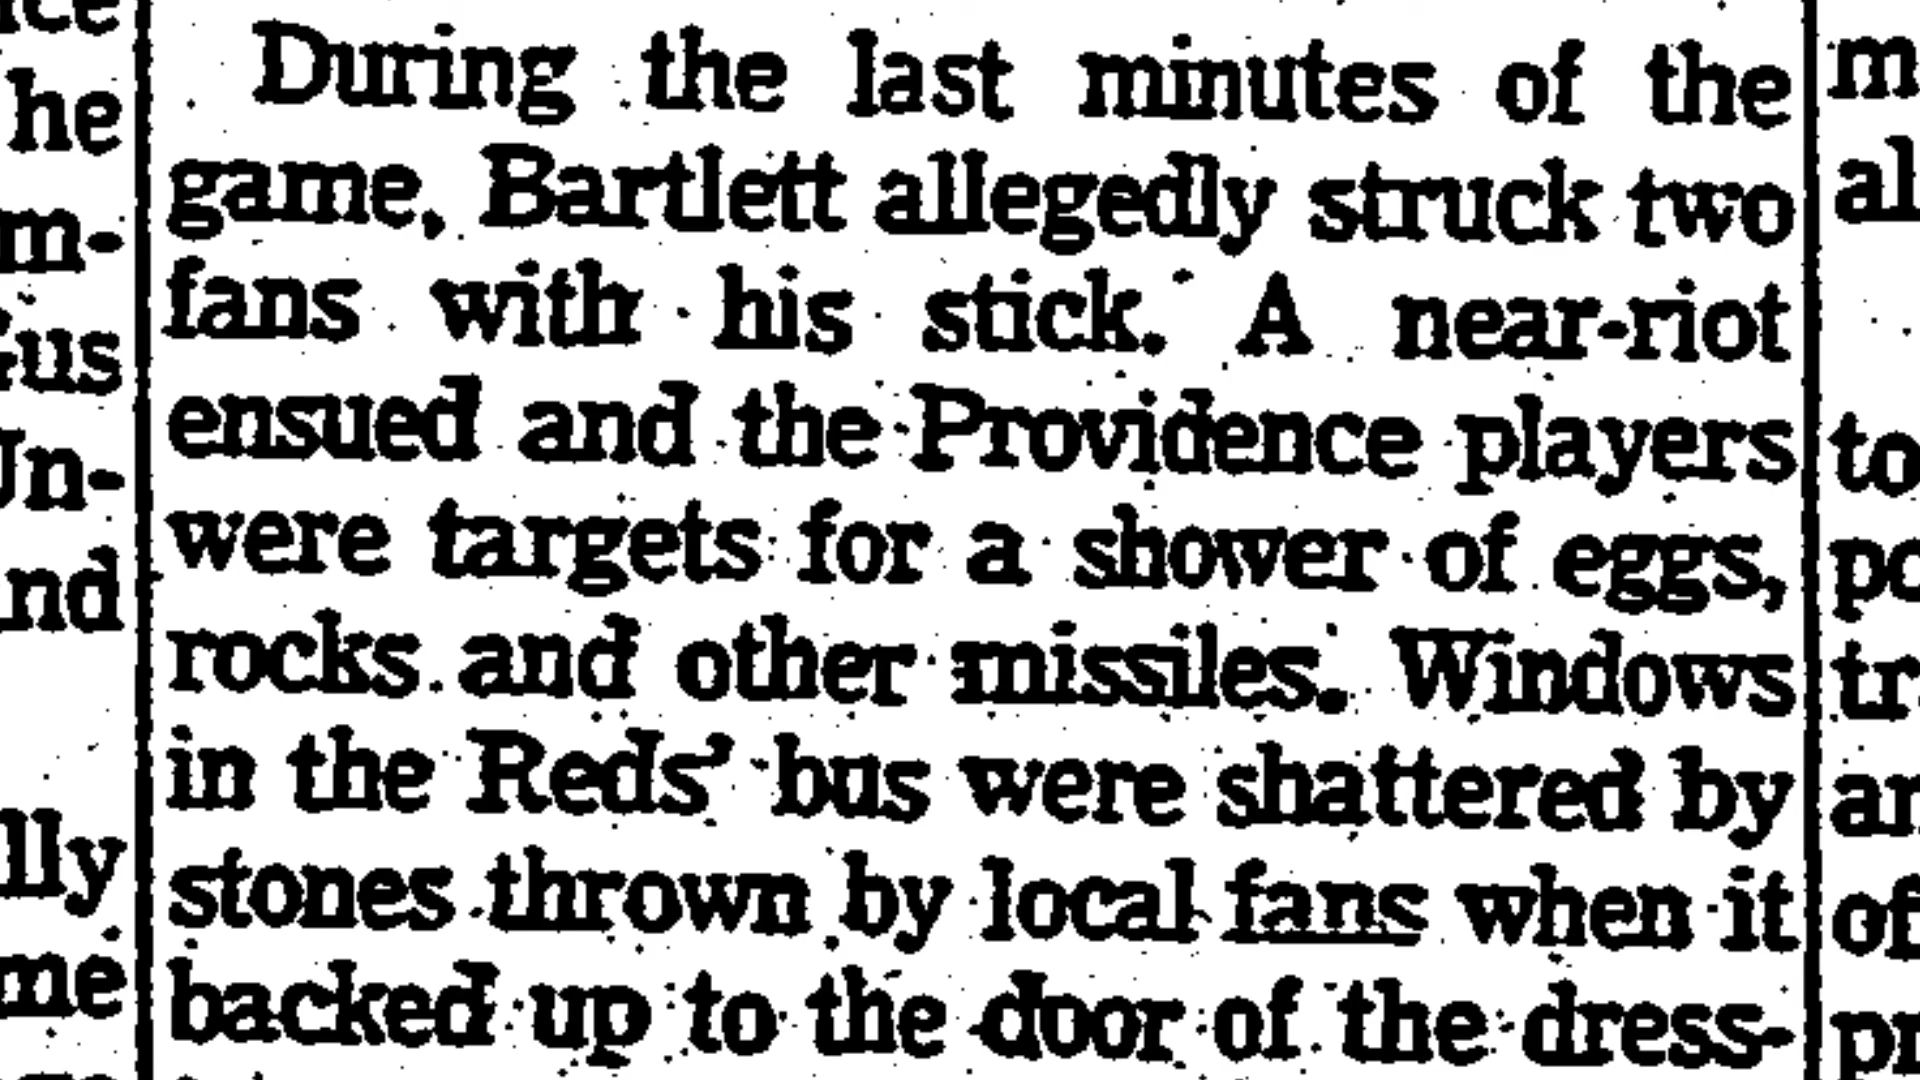 During the last minutes of the
game, Bartlett allegedly struck two
fans with his stick. A near-riot
ensued and the Providence players
were targets for a shower of eggs,
rocks and other missiles. Windows
in the Reds' bus were shattered by
stones thrown by local fans when it
backed up to the door of the dress-